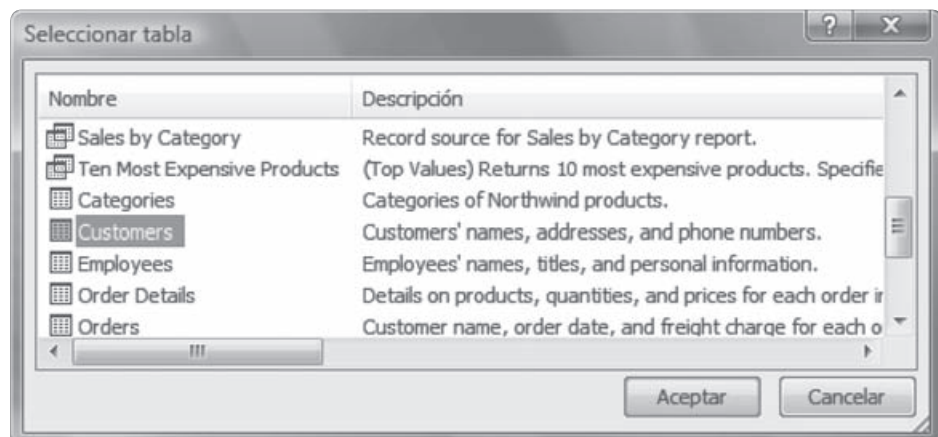 Seleccionar tabla
Nombre Descripción
Sales by Category Record source for Sales by Category report.
Ten Most Expensive Products (Top Values) Returns 10 most expensive products. Specifie
Categories Categories of Northwind products.
Customers Customers' names, addresses, and phone numbers.
Employees Employees' names, titles, and personal information.
Order Details Details on products, quantities, and prices for each order in
Orders Customer name, order date, and freight charge for each o
Aceptar Cancelar